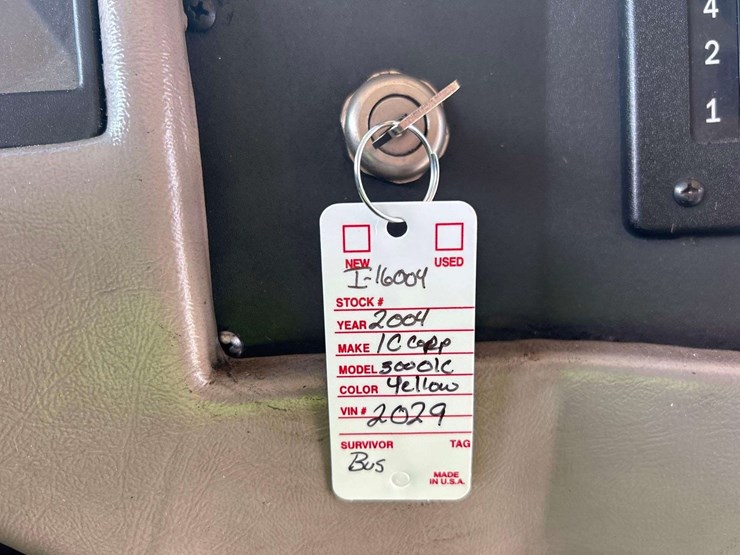 4
2
1
NEW USED
I-16004
STOCK #
YEAR 2004
MAKE IC Corp
MODEL 3000IC
COLOR Yellow
VIN # 2029
SURVIVOR TAG
Bus
MADE
IN U.S.A.